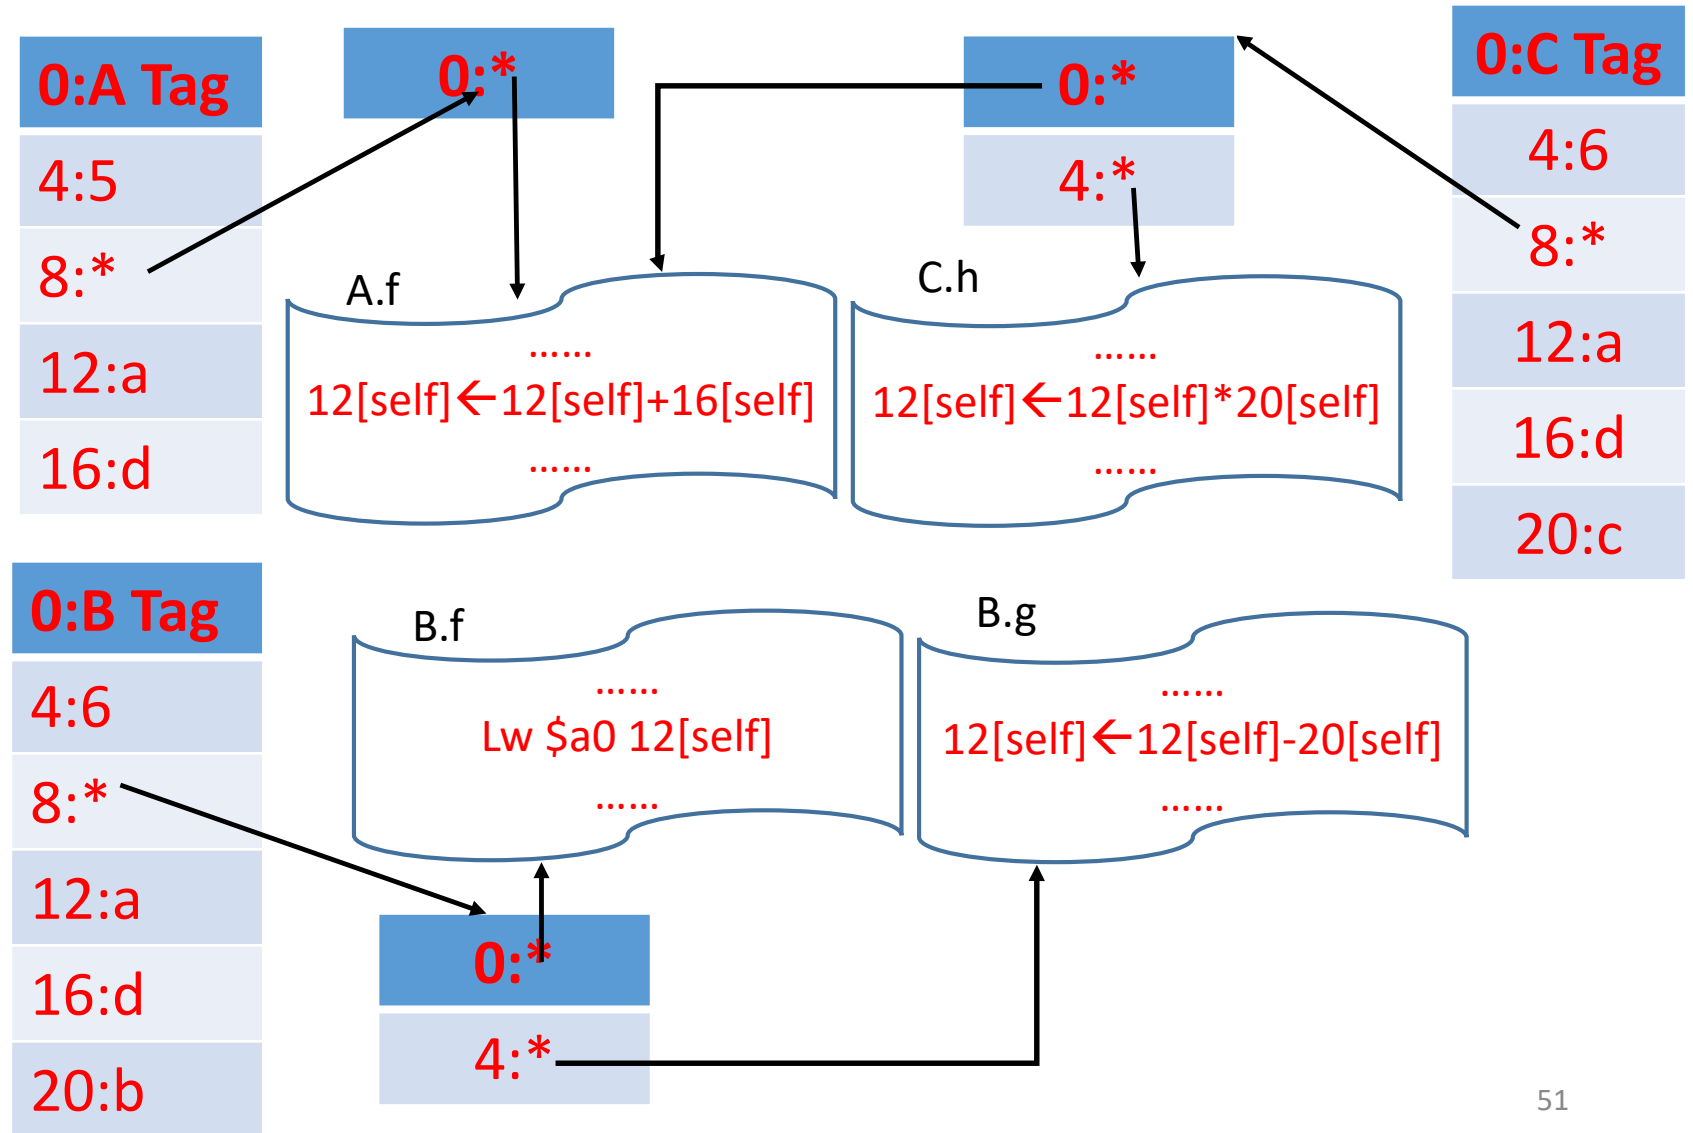 0:A Tag
4:5
8:*
12:a
16:d
0:*
0:*
4:*
0:C Tag
4:6
8:*
12:a
16:d
20:c
A.f
......
12[self]←12[self]+16[self]
......
C.h
......
12[self]←12[self]*20[self]
......
0:B Tag
4:6
8:*
12:a
16:d
20:b
B.f
......
Lw $a0 12[self]
......
B.g
......
12[self]←12[self]-20[self]
......
0:*
4:*
51